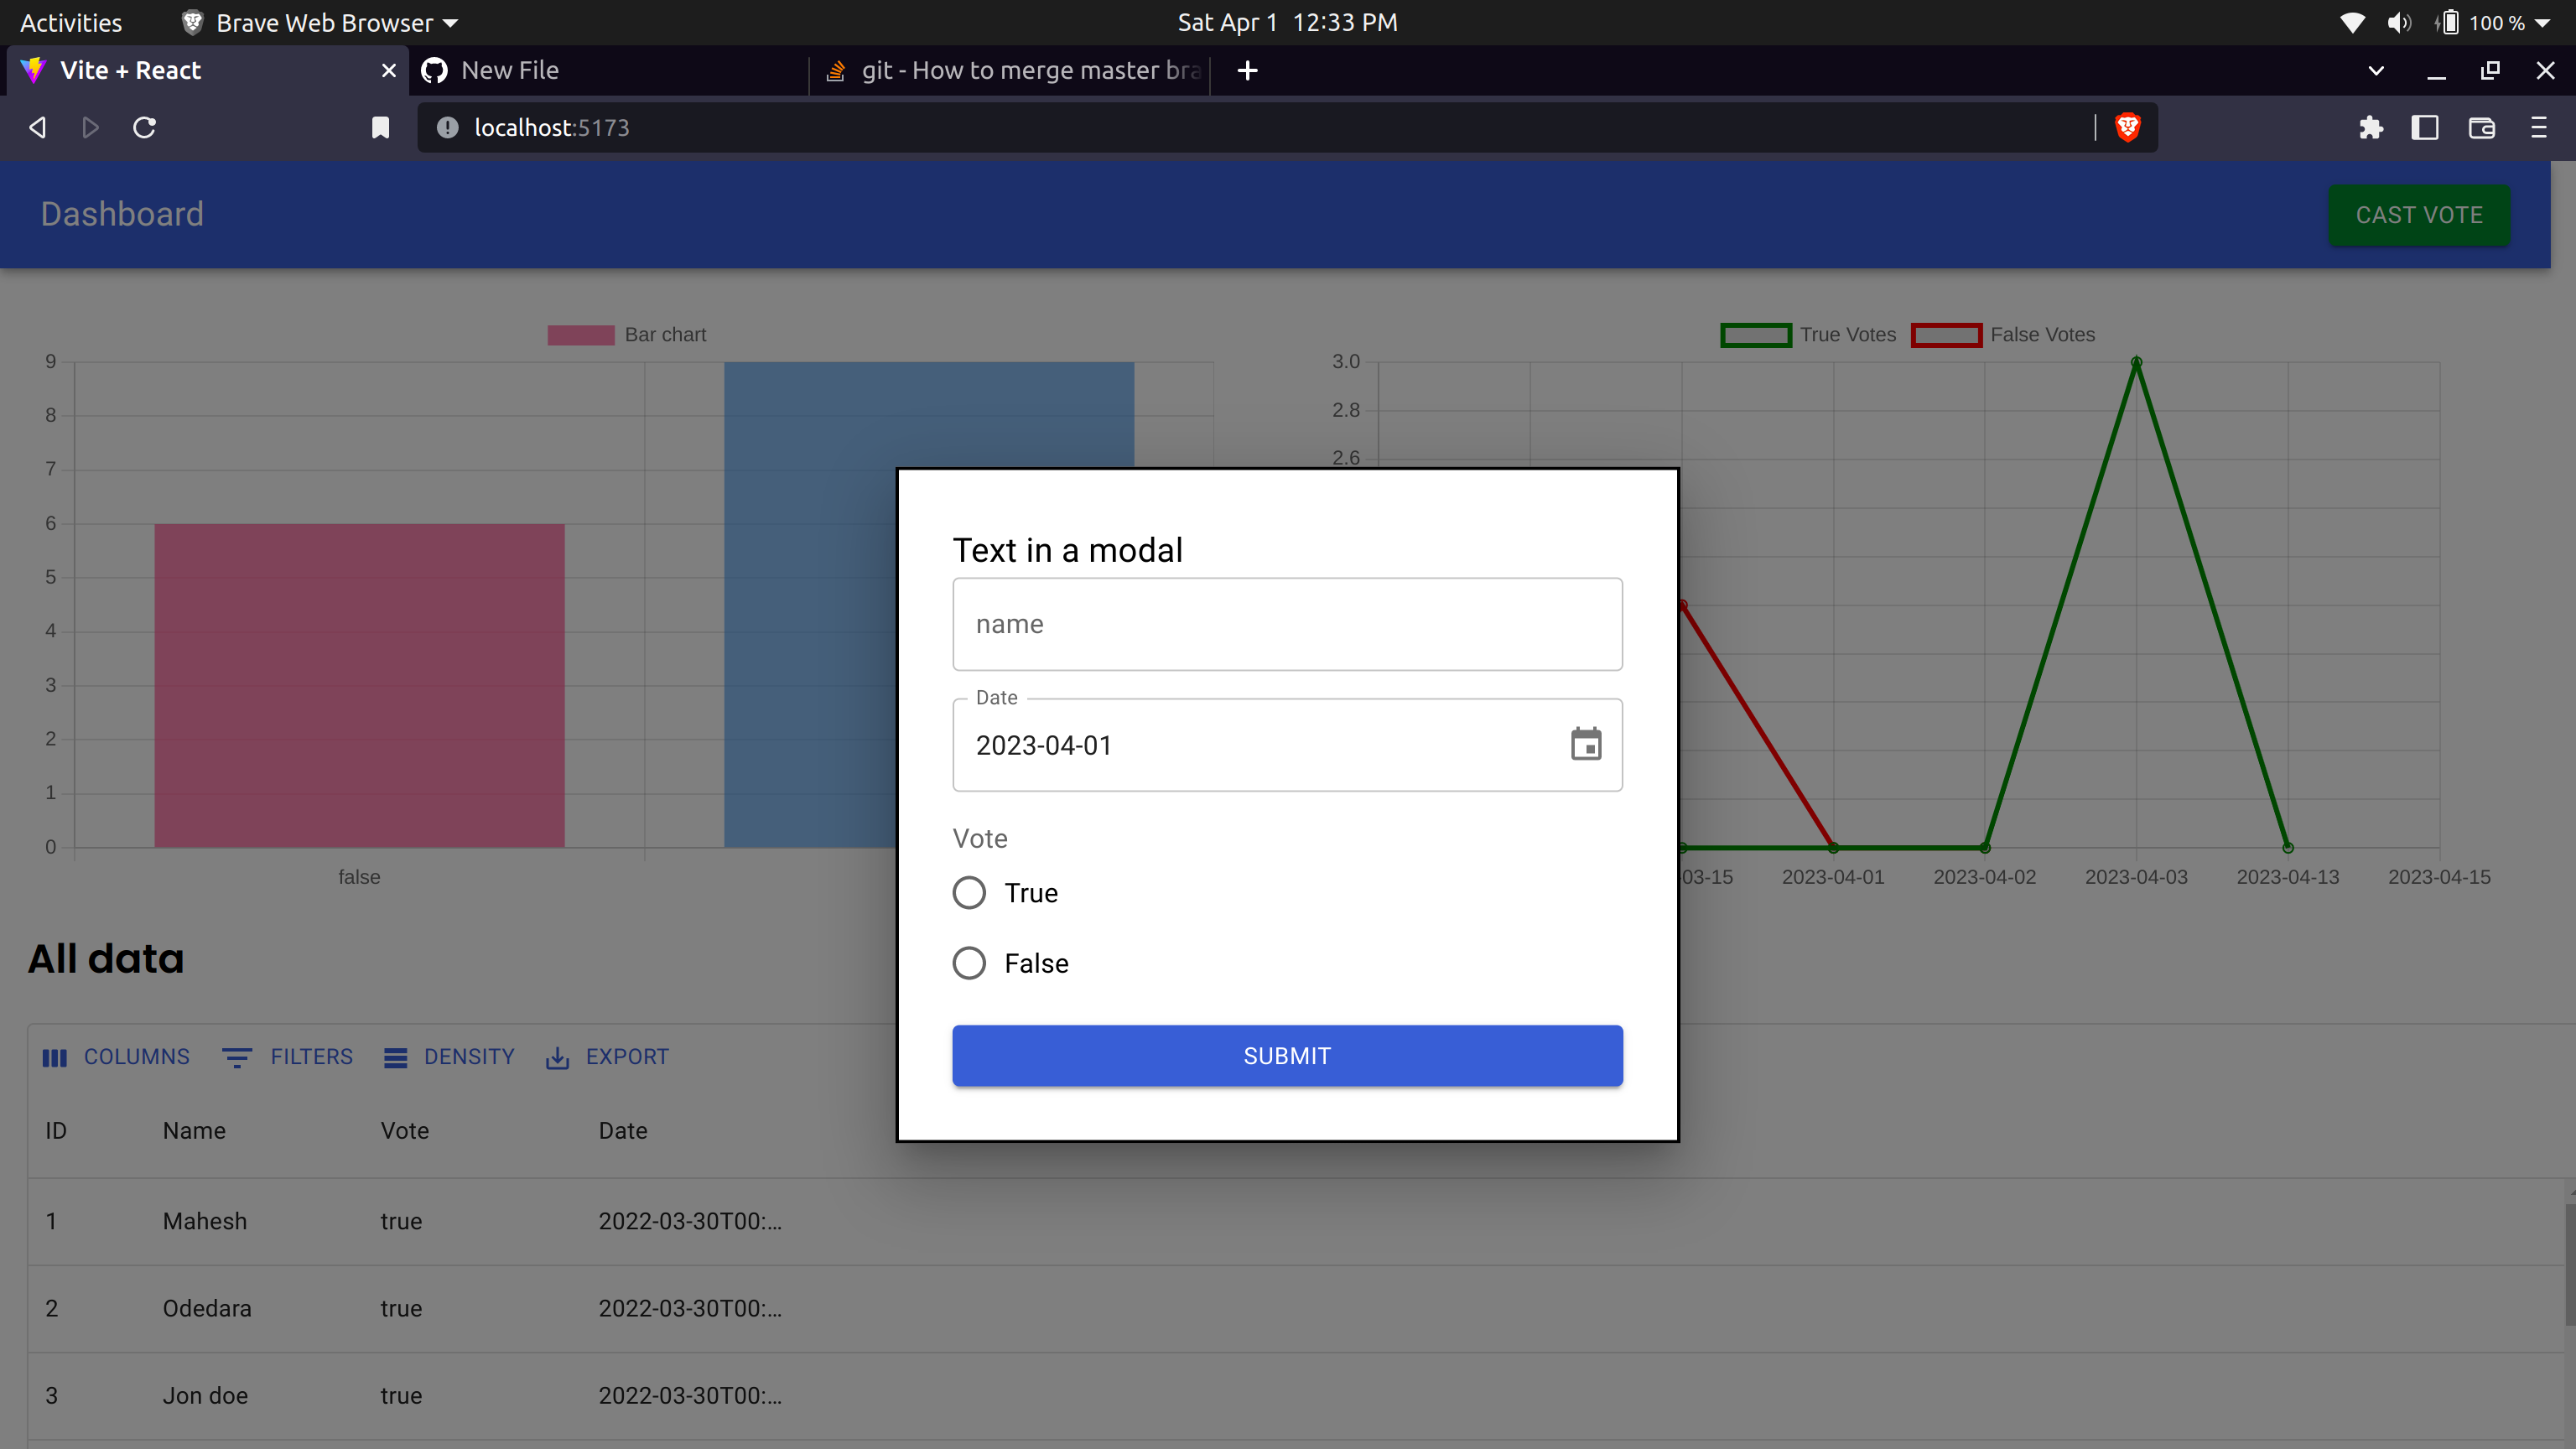 Activities Brave Web Browser Sat Apr 1 12:33 PM 100 %
Vite + React New File git - How to merge master bra
localhost:5173
Dashboard CAST VOTE
Bar chart
9
8
7
6
5
4
3
2
1
0
false
True Votes False Votes
3.0
2.8
2.6
03-15 2023-04-01 2023-04-02 2023-04-03 2023-04-13 2023-04-15
Text in a modal
name
Date
2023-04-01
Vote
True
False
SUBMIT
All data
COLUMNS FILTERS DENSITY EXPORT
ID Name Vote Date
1 Mahesh true 2022-03-30T00:...
2 Odedara true 2022-03-30T00:...
3 Jon doe true 2022-03-30T00:...